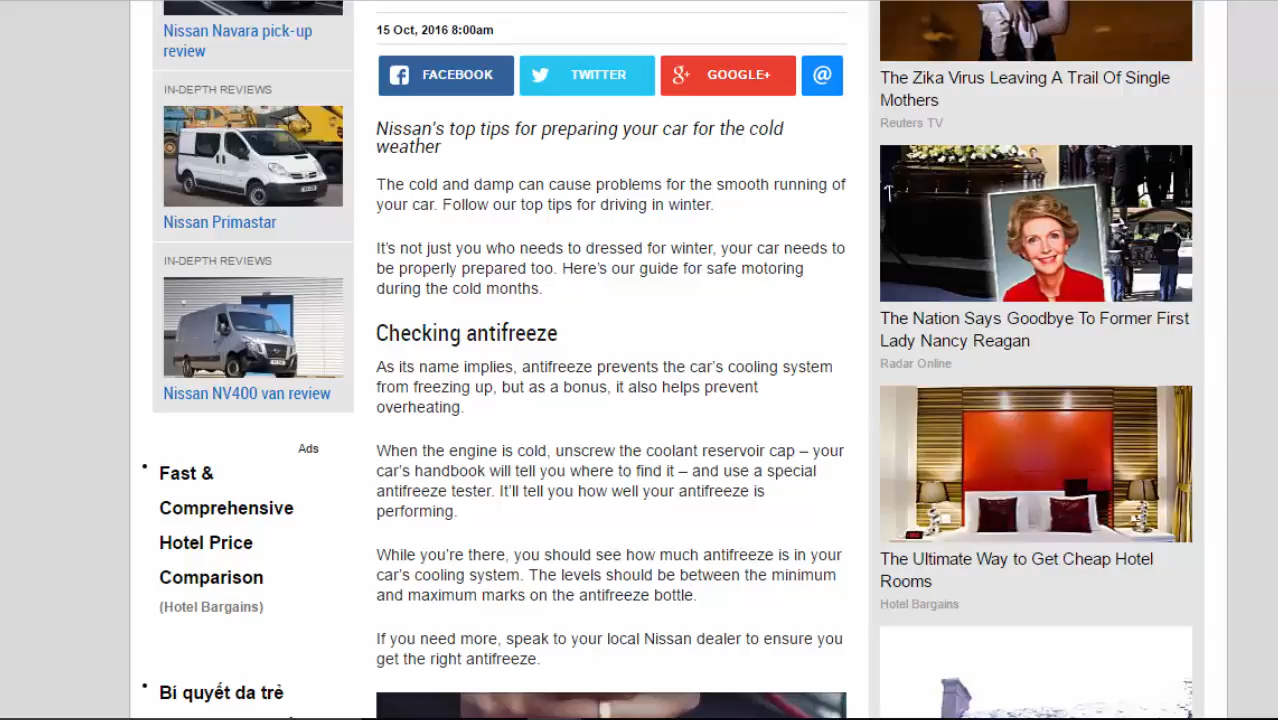 Nissan Navara pick-up
review
IN-DEPTH REVIEWS
Nissan Primastar
IN-DEPTH REVIEWS
Nissan NV400 van review
Ads
• Fast &
Comprehensive
Hotel Price
Comparison
(Hotel Bargains)
• Bí quyết da trẻ
15 Oct, 2016 8:00am
FACEBOOK
TWITTER
GOOGLE+
@
Nissan's top tips for preparing your car for the cold
weather
The cold and damp can cause problems for the smooth running of
your car. Follow our top tips for driving in winter.
It’s not just you who needs to dressed for winter, your car needs to
be properly prepared too. Here’s our guide for safe motoring
during the cold months.
Checking antifreeze
As its name implies, antifreeze prevents the car’s cooling system
from freezing up, but as a bonus, it also helps prevent
overheating.
When the engine is cold, unscrew the coolant reservoir cap – your
car’s handbook will tell you where to find it – and use a special
antifreeze tester. It’ll tell you how well your antifreeze is
performing.
While you’re there, you should see how much antifreeze is in your
car’s cooling system. The levels should be between the minimum
and maximum marks on the antifreeze bottle.
If you need more, speak to your local Nissan dealer to ensure you
get the right antifreeze.
The Zika Virus Leaving A Trail Of Single
Mothers
Reuters TV
The Nation Says Goodbye To Former First
Lady Nancy Reagan
Radar Online
The Ultimate Way to Get Cheap Hotel
Rooms
Hotel Bargains